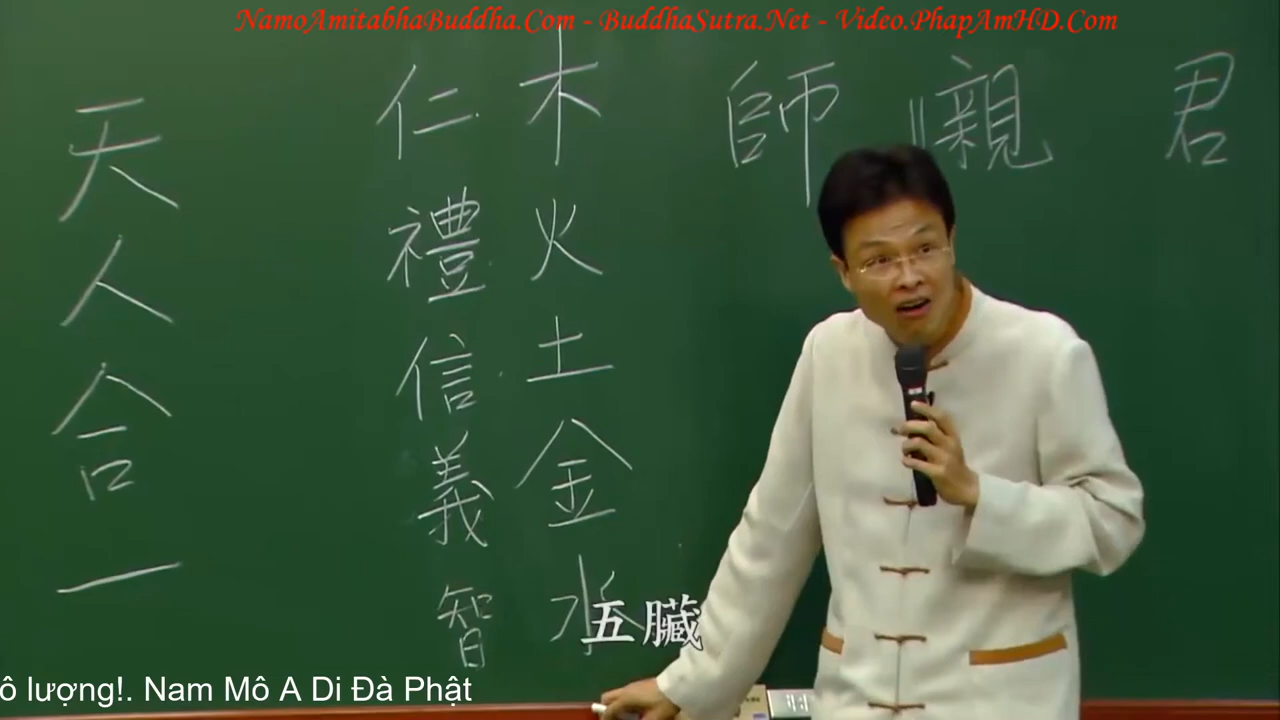 NamoAmitabhaBuddha.Com - BuddhaSutra.Net - Video.PhapAmHD.Com
君
親
師
木火土金水
仁禮信義智
天人合一
五臟
ô lượng!. Nam Mô A Di Đà Phật